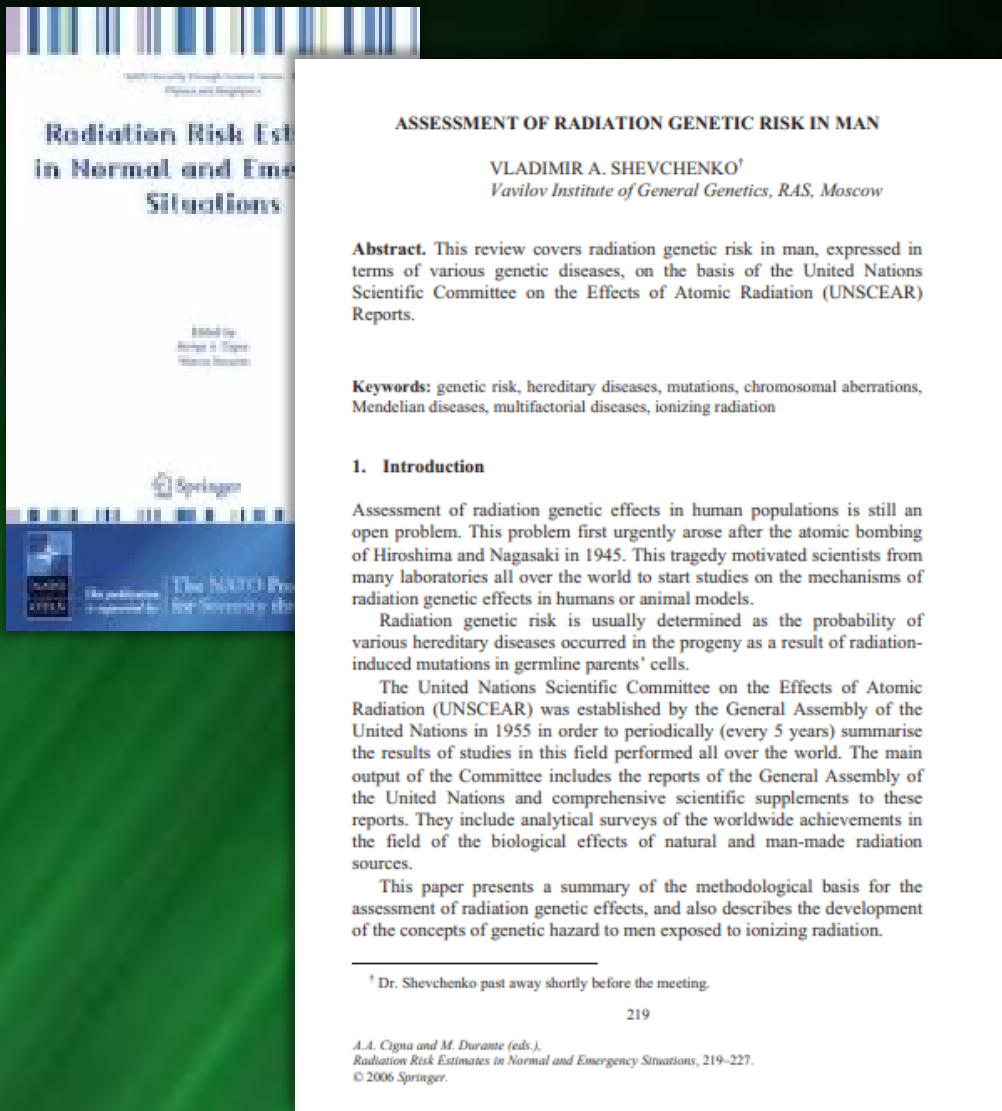 Radiation Risk Est
in Normal and Eme
Situations
Edited by
Springer
The NATO Pro
ASSESSMENT OF RADIATION GENETIC RISK IN MAN
VLADIMIR A. SHEVCHENKO†
Vavilov Institute of General Genetics, RAS, Moscow
Abstract. This review covers radiation genetic risk in man, expressed in
terms of various genetic diseases, on the basis of the United Nations
Scientific Committee on the Effects of Atomic Radiation (UNSCEAR)
Reports.
Keywords: genetic risk, hereditary diseases, mutations, chromosomal aberrations,
Mendelian diseases, multifactorial diseases, ionizing radiation
1. Introduction
Assessment of radiation genetic effects in human populations is still an
open problem. This problem first urgently arose after the atomic bombing
of Hiroshima and Nagasaki in 1945. This tragedy motivated scientists from
many laboratories all over the world to start studies on the mechanisms of
radiation genetic effects in humans or animal models.
Radiation genetic risk is usually determined as the probability of
various hereditary diseases occurred in the progeny as a result of radiation-
induced mutations in germline parents' cells.
The United Nations Scientific Committee on the Effects of Atomic
Radiation (UNSCEAR) was established by the General Assembly of the
United Nations in 1955 in order to periodically (every 5 years) summarise
the results of studies in this field performed all over the world. The main
output of the Committee includes the reports of the General Assembly of
the United Nations and comprehensive scientific supplements to these
reports. They include analytical surveys of the worldwide achievements in
the field of the biological effects of natural and man-made radiation
sources.
This paper presents a summary of the methodological basis for the
assessment of radiation genetic effects, and also describes the development
of the concepts of genetic hazard to men exposed to ionizing radiation.
† Dr. Shevchenko past away shortly before the meeting.
219
A.A. Cigna and M. Durante (eds.),
Radiation Risk Estimates in Normal and Emergency Situations, 219–227.
© 2006 Springer.